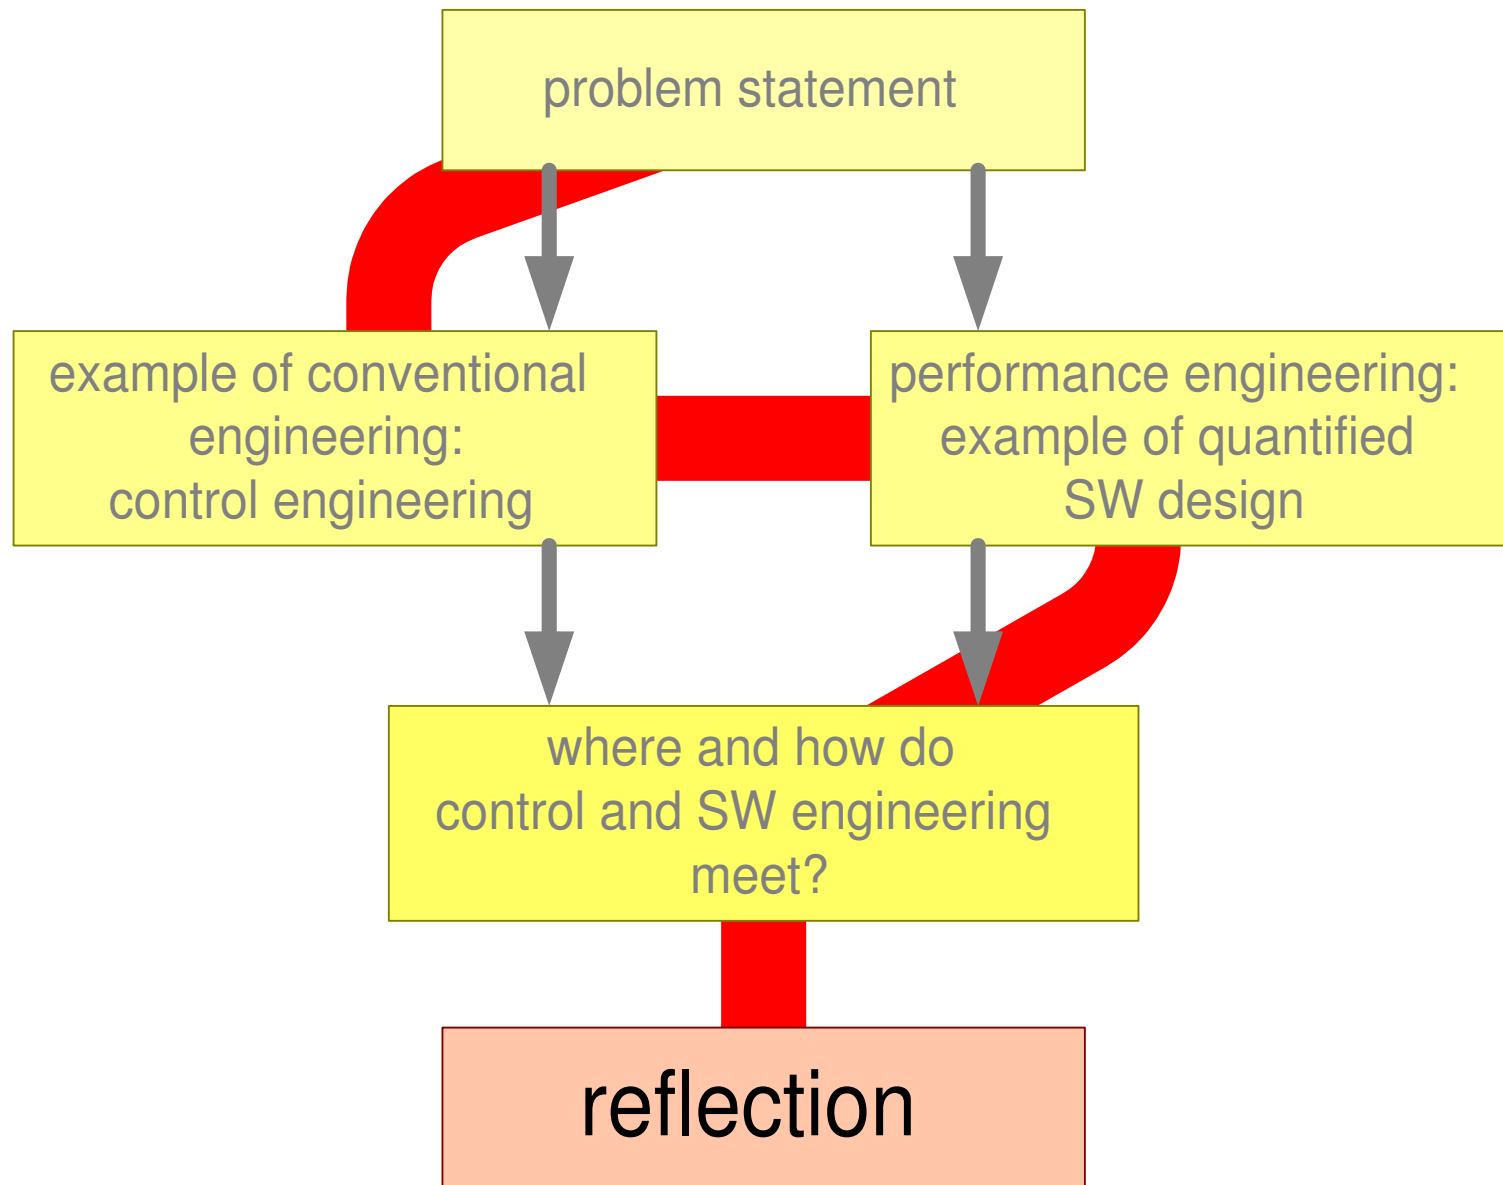 problem statement
example of conventional
engineering:
control engineering
performance engineering:
example of quantified
SW design
where and how do
control and SW engineering
meet?
reflection